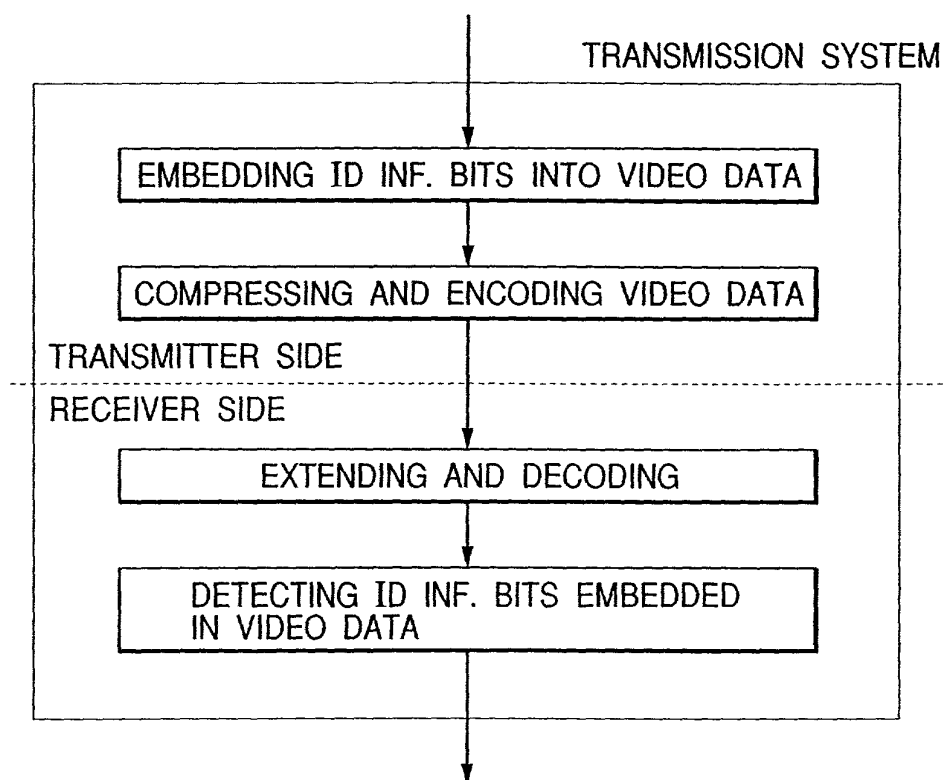 TRANSMISSION SYSTEM
EMBEDDING ID INF. BITS INTO VIDEO DATA
COMPRESSING AND ENCODING VIDEO DATA
TRANSMITTER SIDE
RECEIVER SIDE
EXTENDING AND DECODING
DETECTING ID INF. BITS EMBEDDED
IN VIDEO DATA